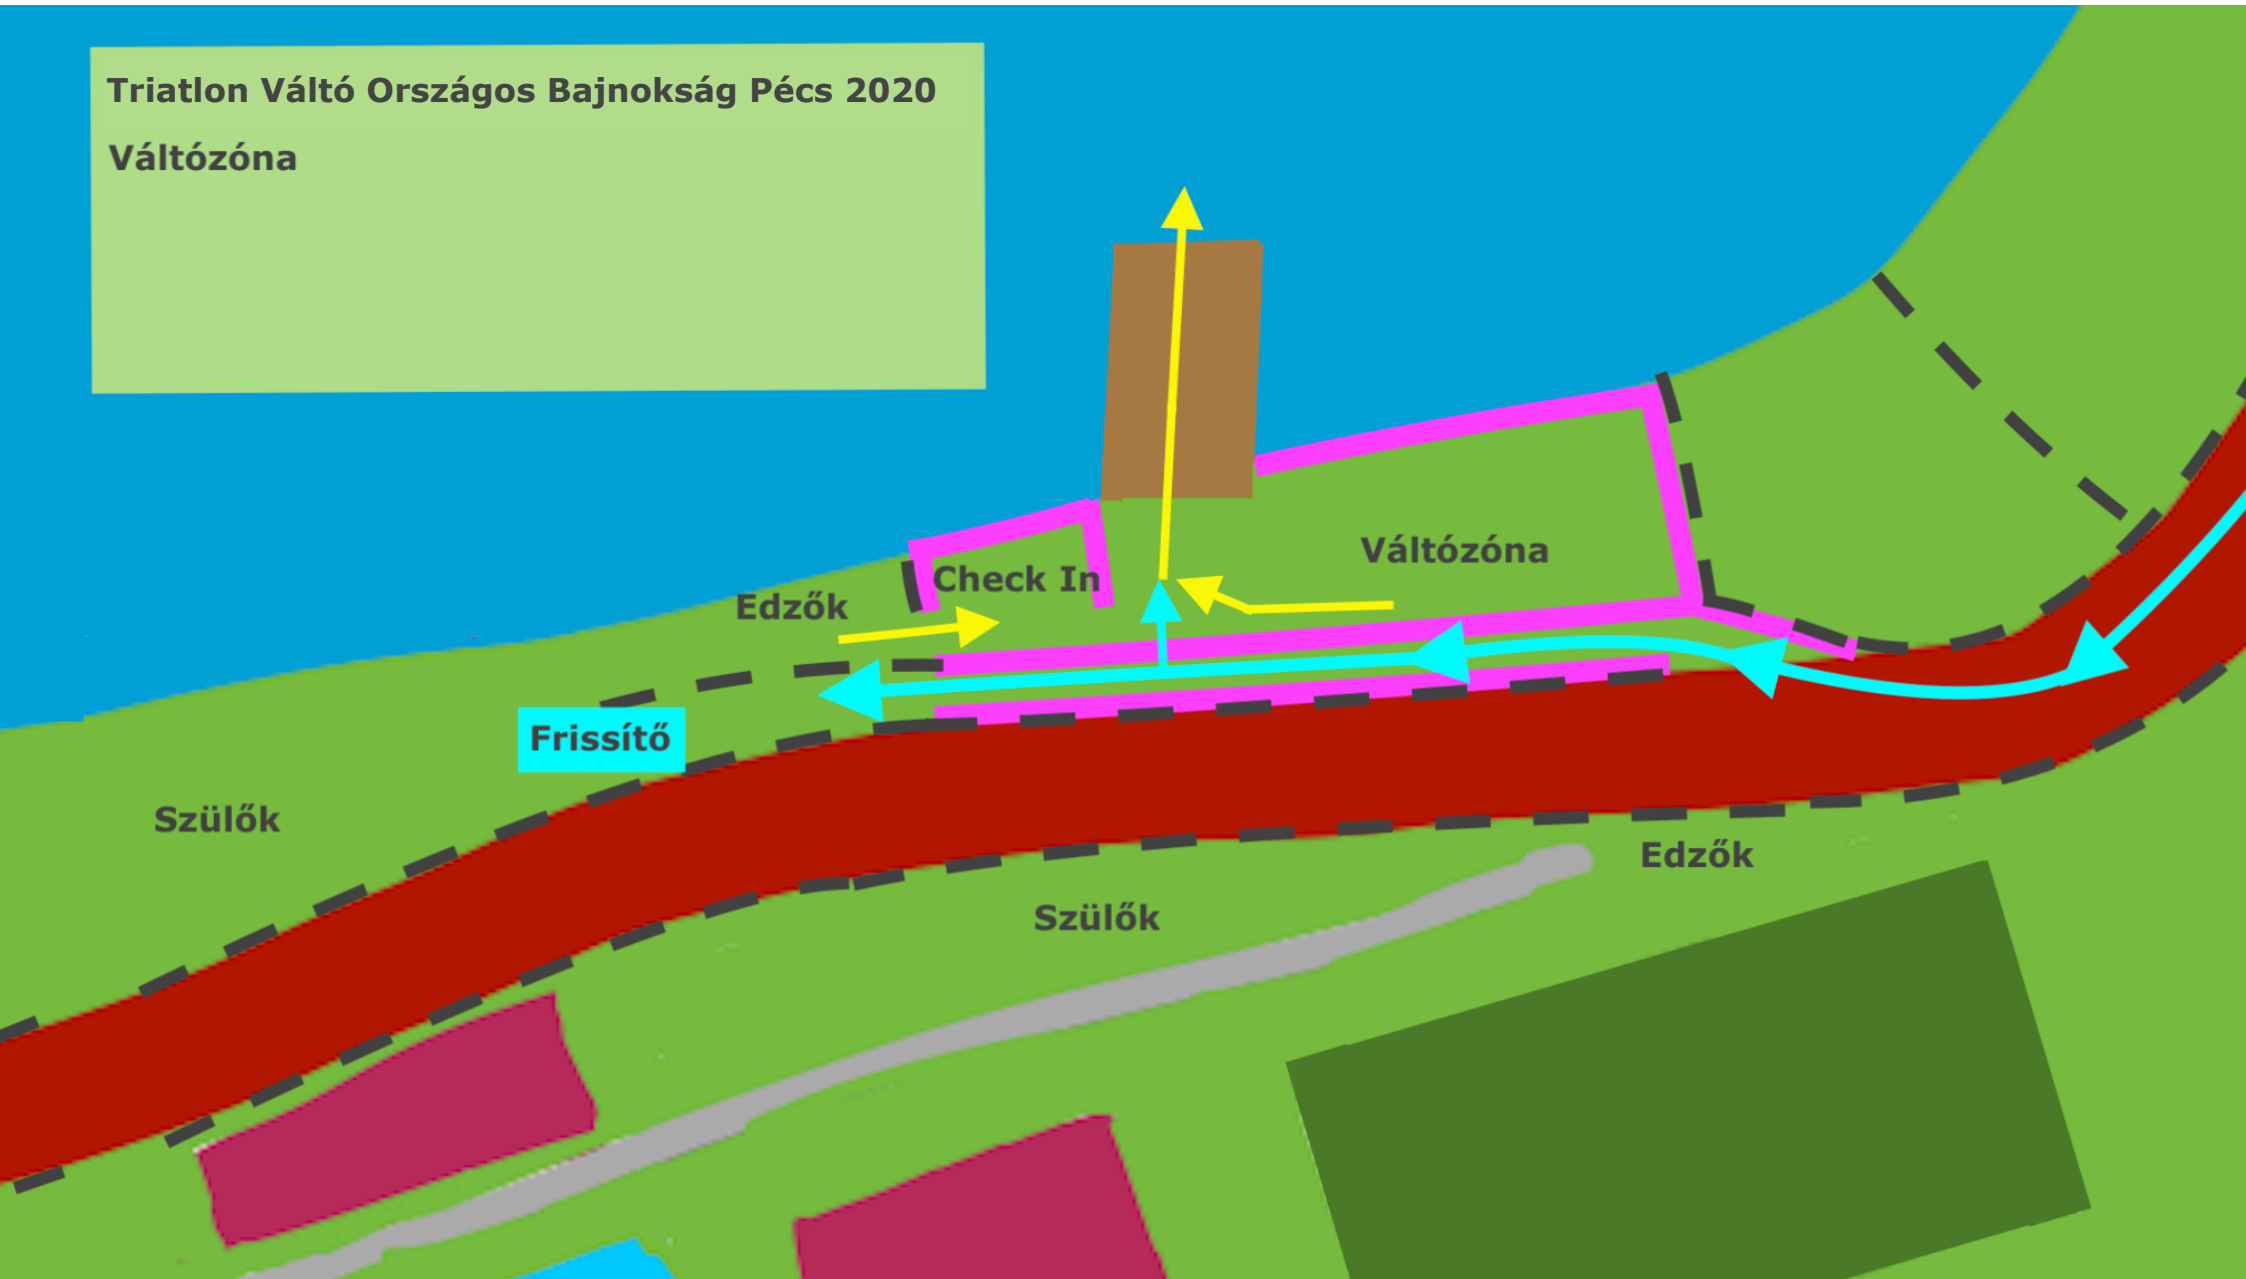 Triatlon Váltó Országos Bajnokság Pécs 2020
Váltózóna
Váltózóna
Check In
Edzők
Frissítő
Szülők
Edzők
Szülők